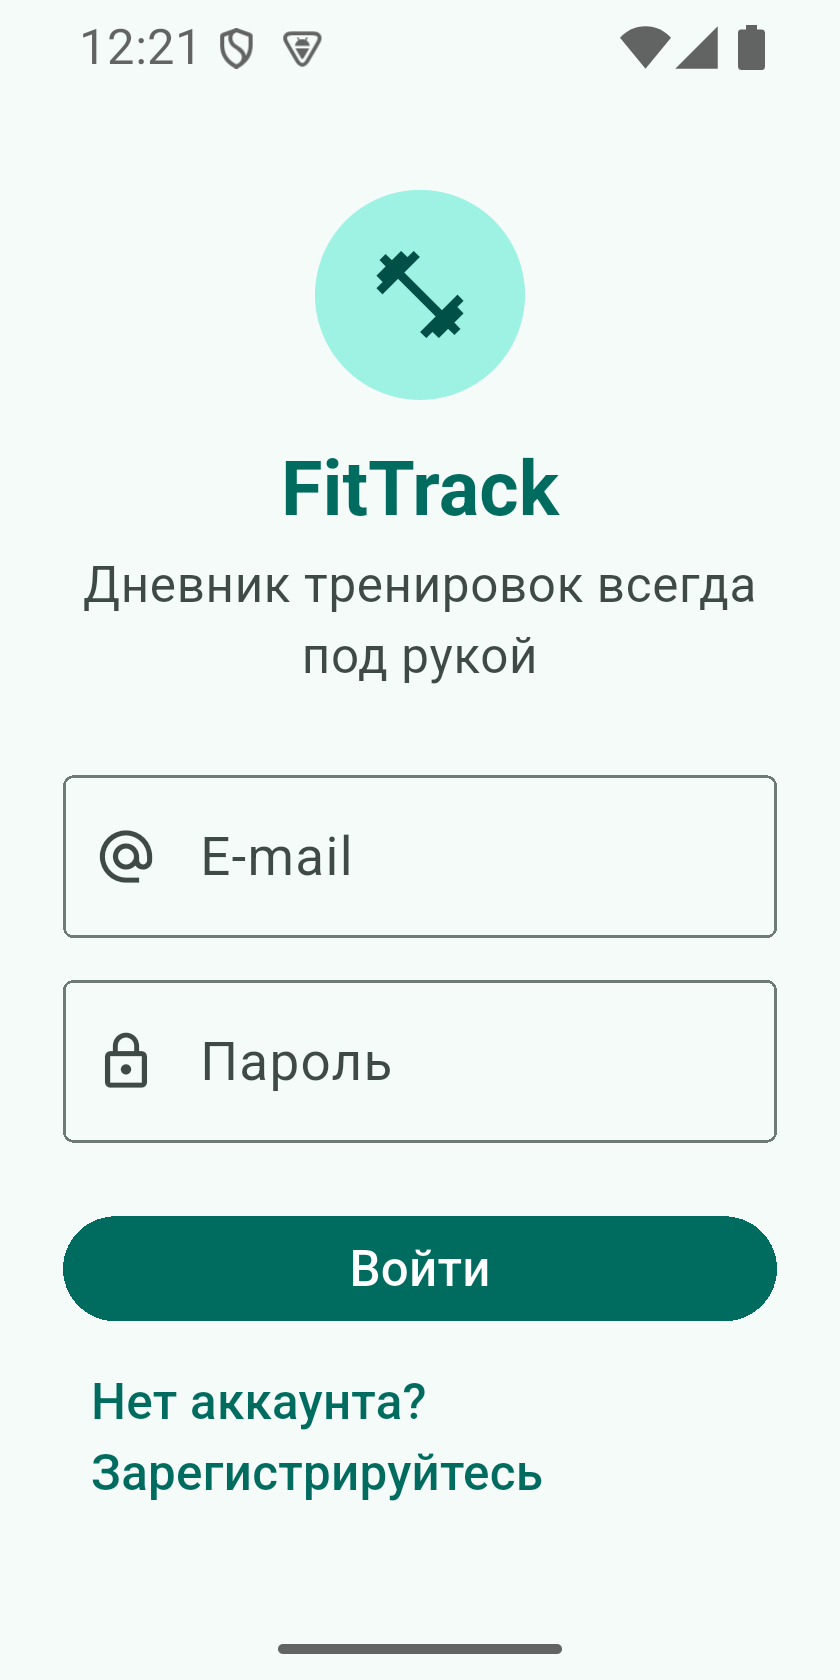 12:21
FitTrack
Дневник тренировок всегда
под рукой
E-mail
Пароль
Войти
Нет аккаунта?
Зарегистрируйтесь